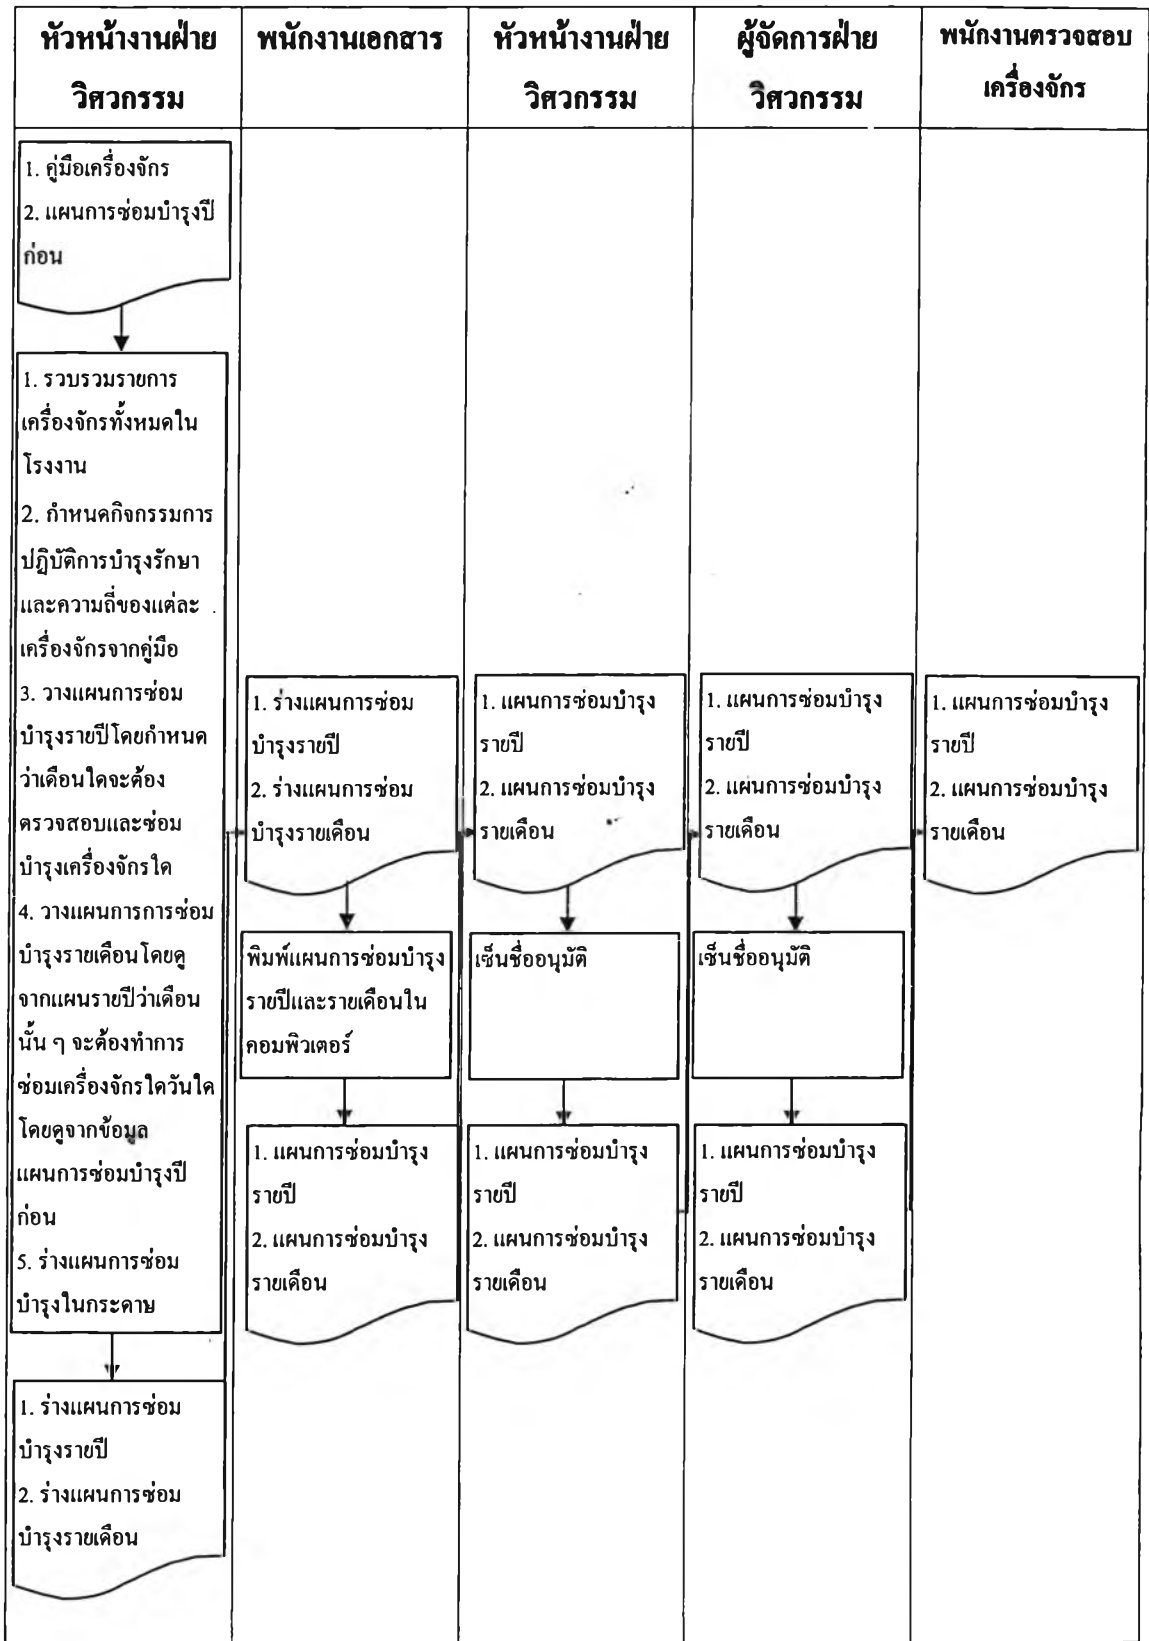 หัวหน้างานฝ่าย
วิศวกรรม
พนักงานเอกสาร
หัวหน้างานฝ่าย
วิศวกรรม
ผู้จัดการฝ่าย
วิศวกรรม
พนักงานตรวจสอบ
เครื่องจักร
1. คู่มือเครื่องจักร
2. แผนการซ่อมบำรุงปี
ก่อน
1. รวบรวมรายการ
เครื่องจักรทั้งหมดใน
โรงงาน
2. กำหนดกิจกรรมการ
ปฏิบัติการบำรุงรักษา
และความถี่ของแต่ละ
เครื่องจักรจากคู่มือ
3. วางแผนการซ่อม
บำรุงรายปีโดยกำหนด
ว่าเดือนใดจะต้อง
ตรวจสอบและซ่อม
บำรุงเครื่องจักรใด
4. วางแผนการการซ่อม
บำรุงรายเดือนโดยดู
จากแผนรายปีว่าเดือน
นั้น ๆ จะต้องทำการ
ซ่อมเครื่องจักรใดวันใด
โดยดูจากข้อมูล
แผนการซ่อมบำรุงปี
ก่อน
5. ร่างแผนการซ่อม
บำรุงในกระดาษ
1. ร่างแผนการซ่อม
บำรุงรายปี
2. ร่างแผนการซ่อม
บำรุงรายเดือน
1. ร่างแผนการซ่อม
บำรุงรายปี
2. ร่างแผนการซ่อม
บำรุงรายเดือน
พิมพ์แผนการซ่อมบำรุง
รายปีและรายเดือนใน
คอมพิวเตอร์
1. แผนการซ่อมบำรุง
รายปี
2. แผนการซ่อมบำรุง
รายเดือน
1. แผนการซ่อมบำรุง
รายปี
2. แผนการซ่อมบำรุง
รายเดือน
เซ็นชื่ออนุมัติ
1. แผนการซ่อมบำรุง
รายปี
2. แผนการซ่อมบำรุง
รายเดือน
1. แผนการซ่อมบำรุง
รายปี
2. แผนการซ่อมบำรุง
รายเดือน
เซ็นชื่ออนุมัติ
1. แผนการซ่อมบำรุง
รายปี
2. แผนการซ่อมบำรุง
รายเดือน
1. แผนการซ่อมบำรุง
รายปี
2. แผนการซ่อมบำรุง
รายเดือน